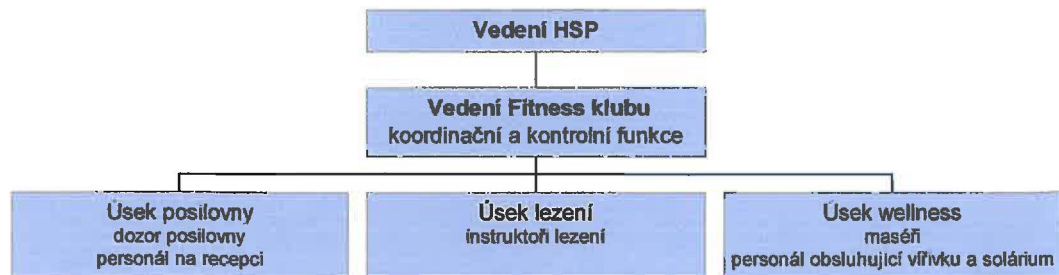 Vedení HSP
Vedení Fitness klubu
koordinační a kontrolní funkce
Úsek posilovny
dozor posilovny
personál na recepci
Úsek lezení
instruktoři lezení
Úsek wellness
maséři
personál obsluhující vířivku a solárium